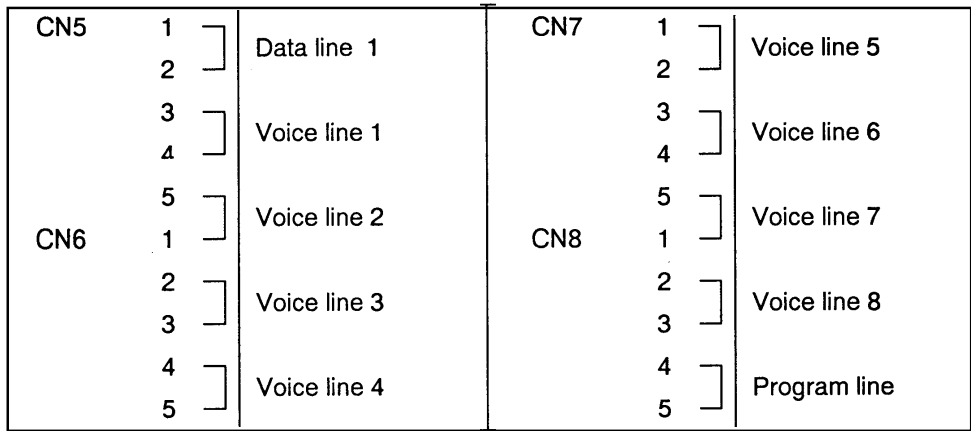 CN5 1
Data line 1
2
3
Voice line 1
4
5
Voice line 2
CN6 1
2
Voice line 3
3
4
Voice line 4
5
CN7 1
Voice line 5
2
3
Voice line 6
4
5
Voice line 7
CN8 1
2
Voice line 8
3
4
Program line
5